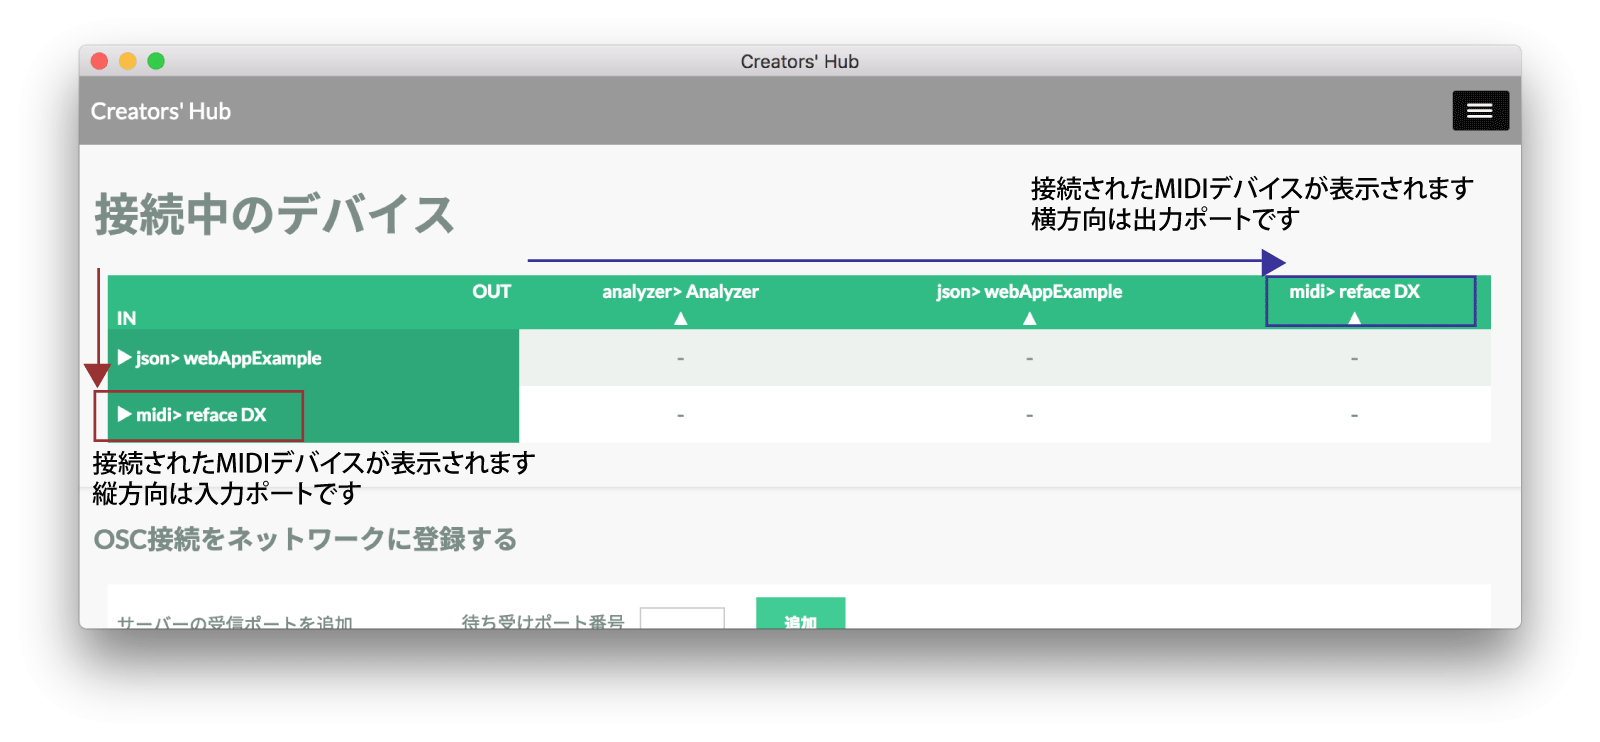 Creators' Hub
Creators' Hub
接続中のデバイス
接続されたMIDIデバイスが表示されます
横方向は出力ポートです
OUT
IN
analyzer> Analyzer
json> webAppExample
midi> reface DX
json> webAppExample
-
-
-
midi> reface DX
-
-
-
接続されたMIDIデバイスが表示されます
縦方向は入力ポートです
OSC接続をネットワークに登録する
サーバーの受信ポートを追加
待ち受けポート番号
追加